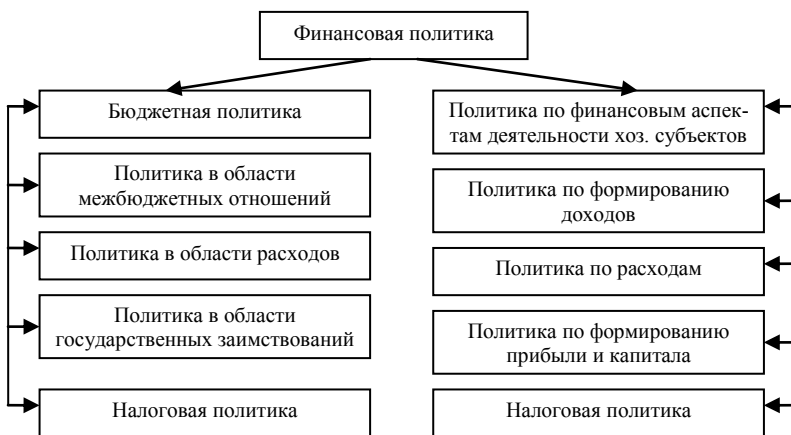 Финансовая политика
Бюджетная политика
Политика по финансовым аспек-
там деятельности хоз. субъектов
Политика в области
межбюджетных отношений
Политика по формированию
доходов
Политика в области расходов
Политика по расходам
Политика в области
государственных заимствований
Политика по формированию
прибыли и капитала
Налоговая политика
Налоговая политика